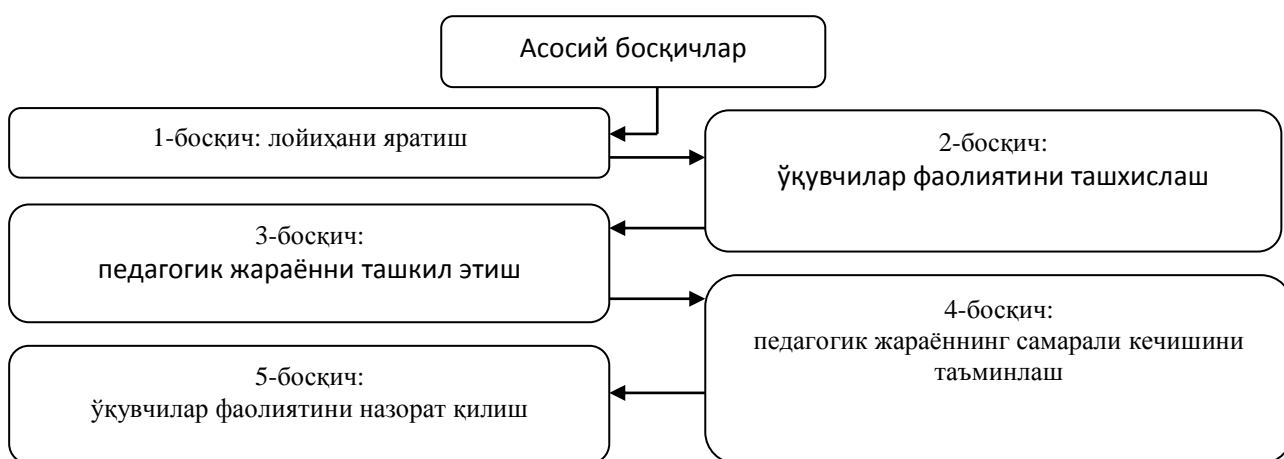 Асосий босқичлар
1-босқич: лойиҳани яратиш
2-босқич:
ўқувчилар фаолиятини ташхислаш
3-босқич:
педагогик жараённи ташкил этиш
4-босқич:
педагогик жараённинг самарали кечишини
таъминлаш
5-босқич:
ўқувчилар фаолиятини назорат қилиш